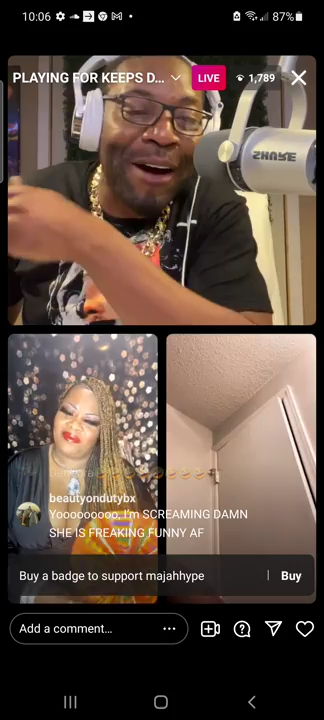 10:06
87%
PLAYING FOR KEEPS D...
LIVE
1,789
SHURE
beautyondutybx
Yooooooooo, I'm SCREAMING DAMN
SHE IS FREAKING FUNNY AF
Buy a badge to support majahhype
Buy
Add a comment...